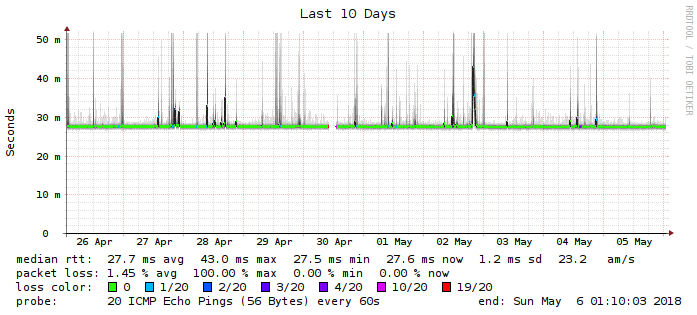 Last 10 Days
RRDTOOL / TOBI OETIKER
Seconds
50 m
40 m
30 m
20 m
10 m
0
26 Apr 27 Apr 28 Apr 29 Apr 30 Apr 01 May 02 May 03 May 04 May 05 May
median rtt: 27.7 ms avg 43.0 ms max 27.5 ms min 27.6 ms now 1.2 ms sd 23.2 am/s
packet loss: 1.45 % avg 100.00 % max 0.00 % min 0.00 % now
loss color: 0 1/20 2/20 3/20 4/20 10/20 19/20
probe: 20 ICMP Echo Pings (56 Bytes) every 60s end: Sun May 6 01:10:03 2018